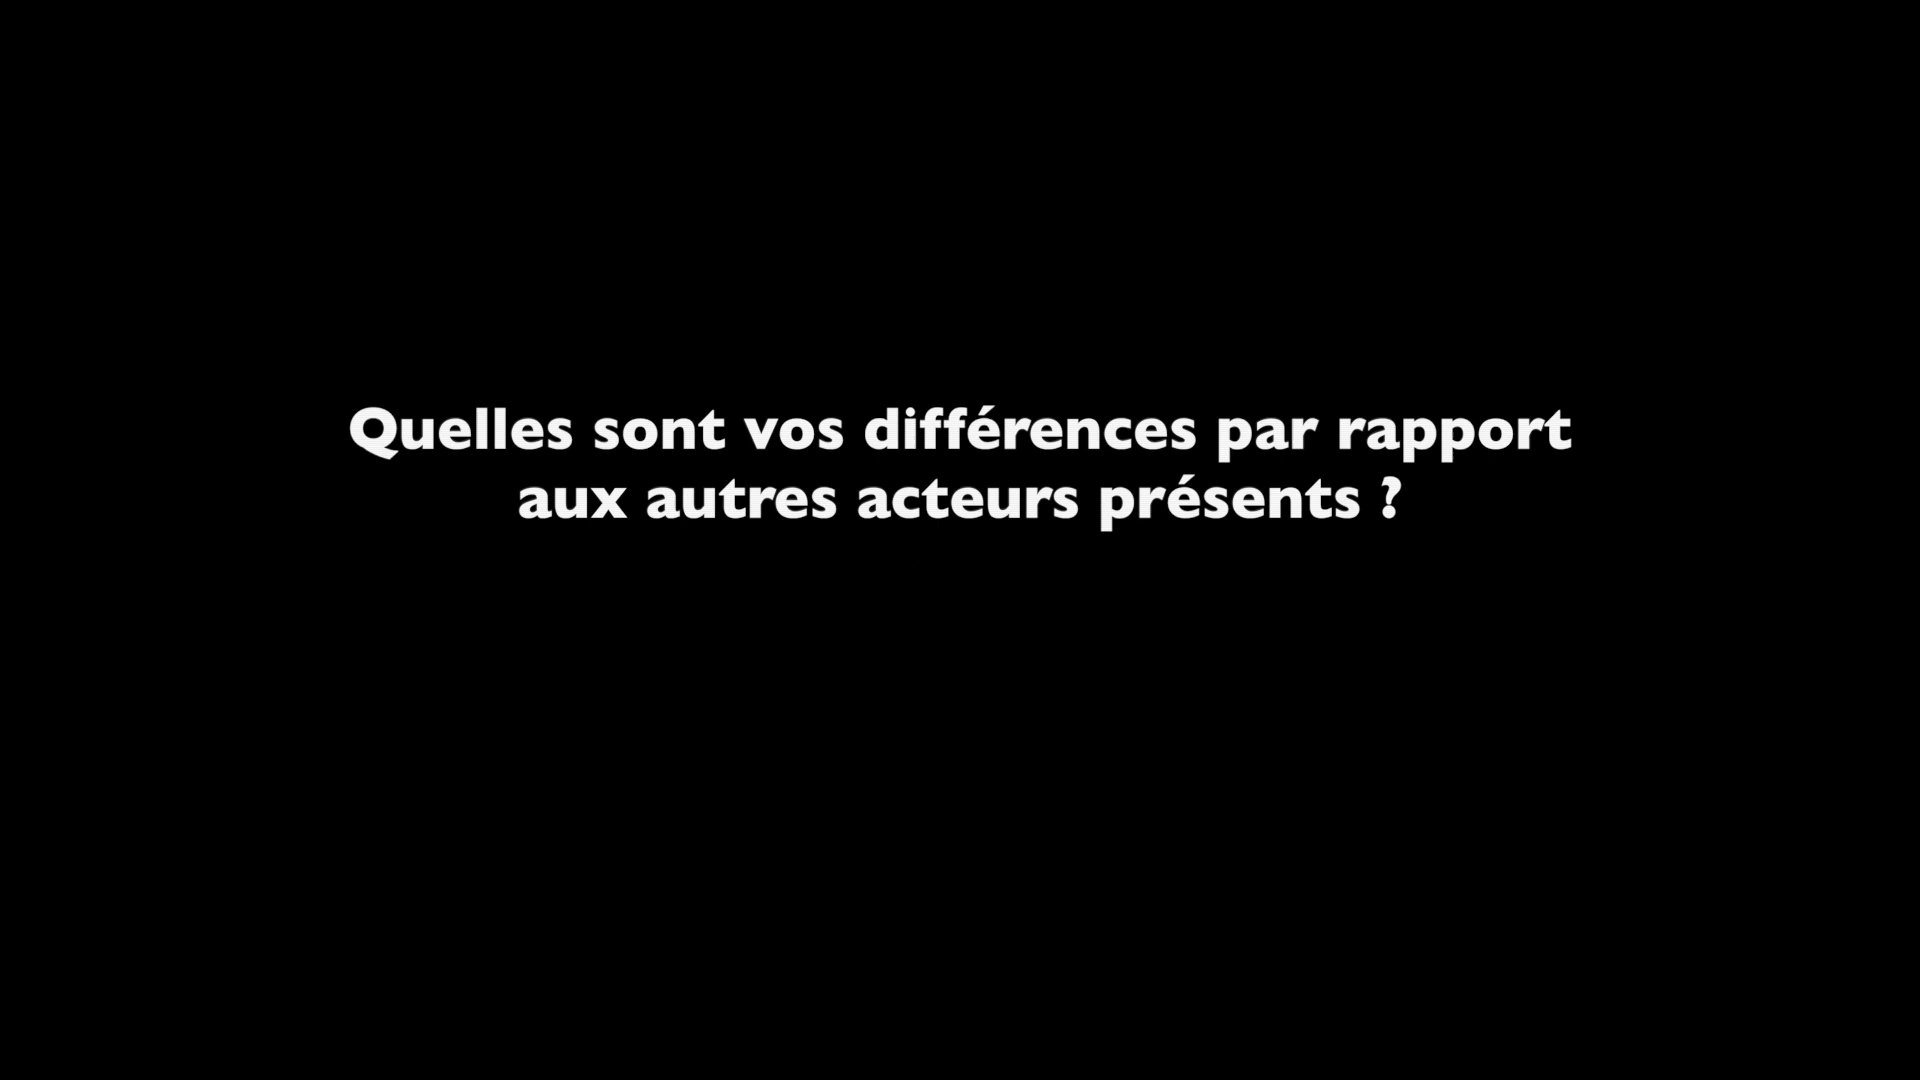 Quelles sont vos différences par rapport
aux autres acteurs présents ?